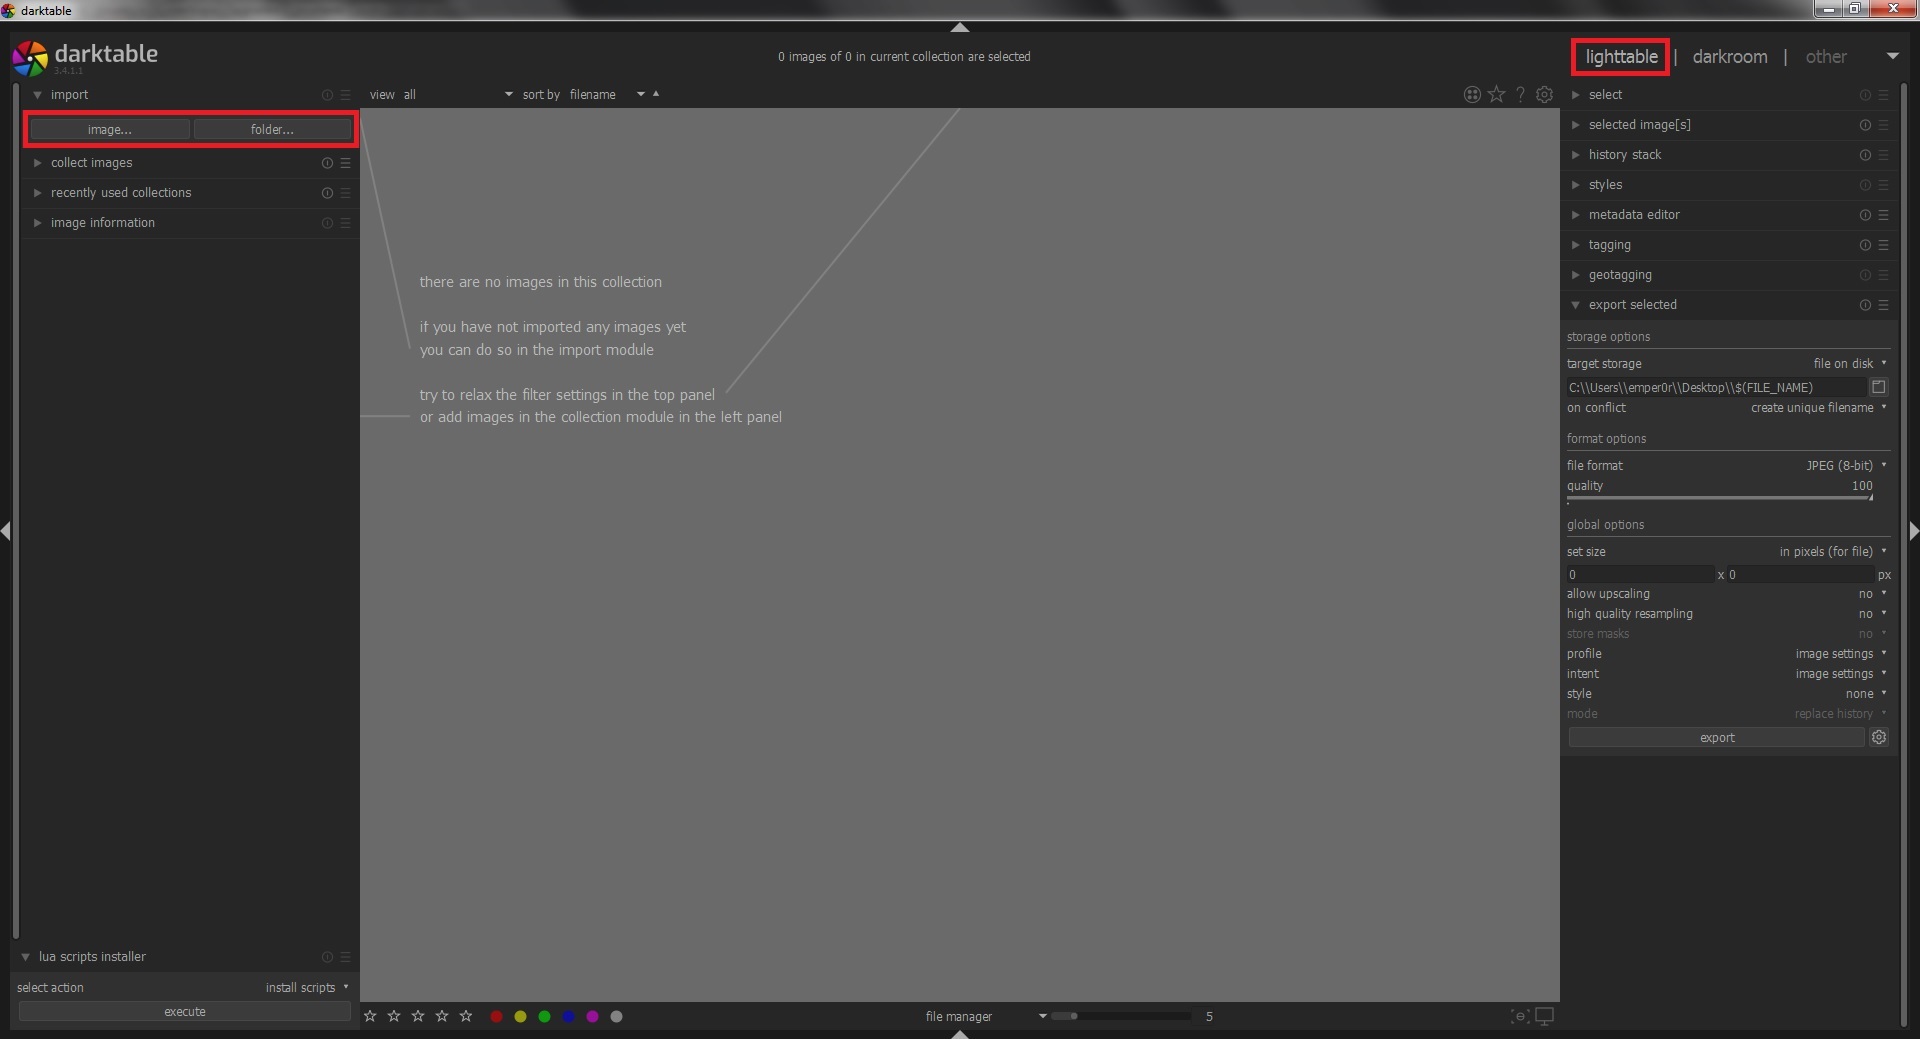 darktable
darktable
3.4.1.1
0 images of 0 in current collection are selected
lighttable | darkroom | other
import
image... folder...
collect images
recently used collections
image information
view all sort by filename
there are no images in this collection
if you have not imported any images yet
you can do so in the import module
try to relax the filter settings in the top panel
or add images in the collection module in the left panel
select
selected image[s]
history stack
styles
metadata editor
tagging
geotagging
export selected
storage options
target storage file on disk
C:\\Users\\emper0r\\Desktop\\$(FILE_NAME)
on conflict create unique filename
format options
file format JPEG (8-bit)
quality 100
global options
set size in pixels (for file)
0 x 0 px
allow upscaling no
high quality resampling no
store masks no
profile image settings
intent image settings
style none
mode replace history
export
lua scripts installer
select action install scripts
execute
file manager 5